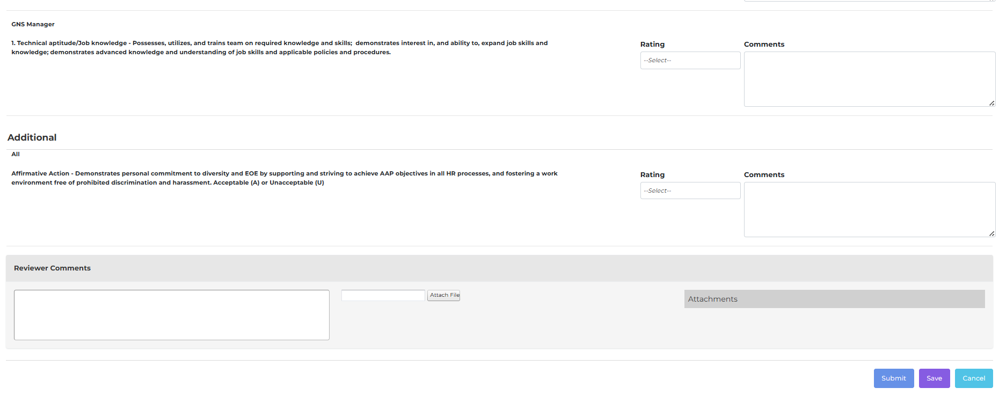 GNS Manager
1. Technical aptitude/Job knowledge - Possesses, utilizes, and trains team on required knowledge and skills;  demonstrates interest in, and ability to, expand job skills and
knowledge; demonstrates advanced knowledge and understanding of job skills and applicable policies and procedures.
Rating
Comments
--Select--
Additional
All
Affirmative Action - Demonstrates personal commitment to diversity and EOE by supporting and striving to achieve AAP objectives in all HR processes, and fostering a work
environment free of prohibited discrimination and harassment. Acceptable (A) or Unacceptable (U)
Rating
Comments
--Select--
Reviewer Comments
Attach File
Attachments
Submit
Save
Cancel